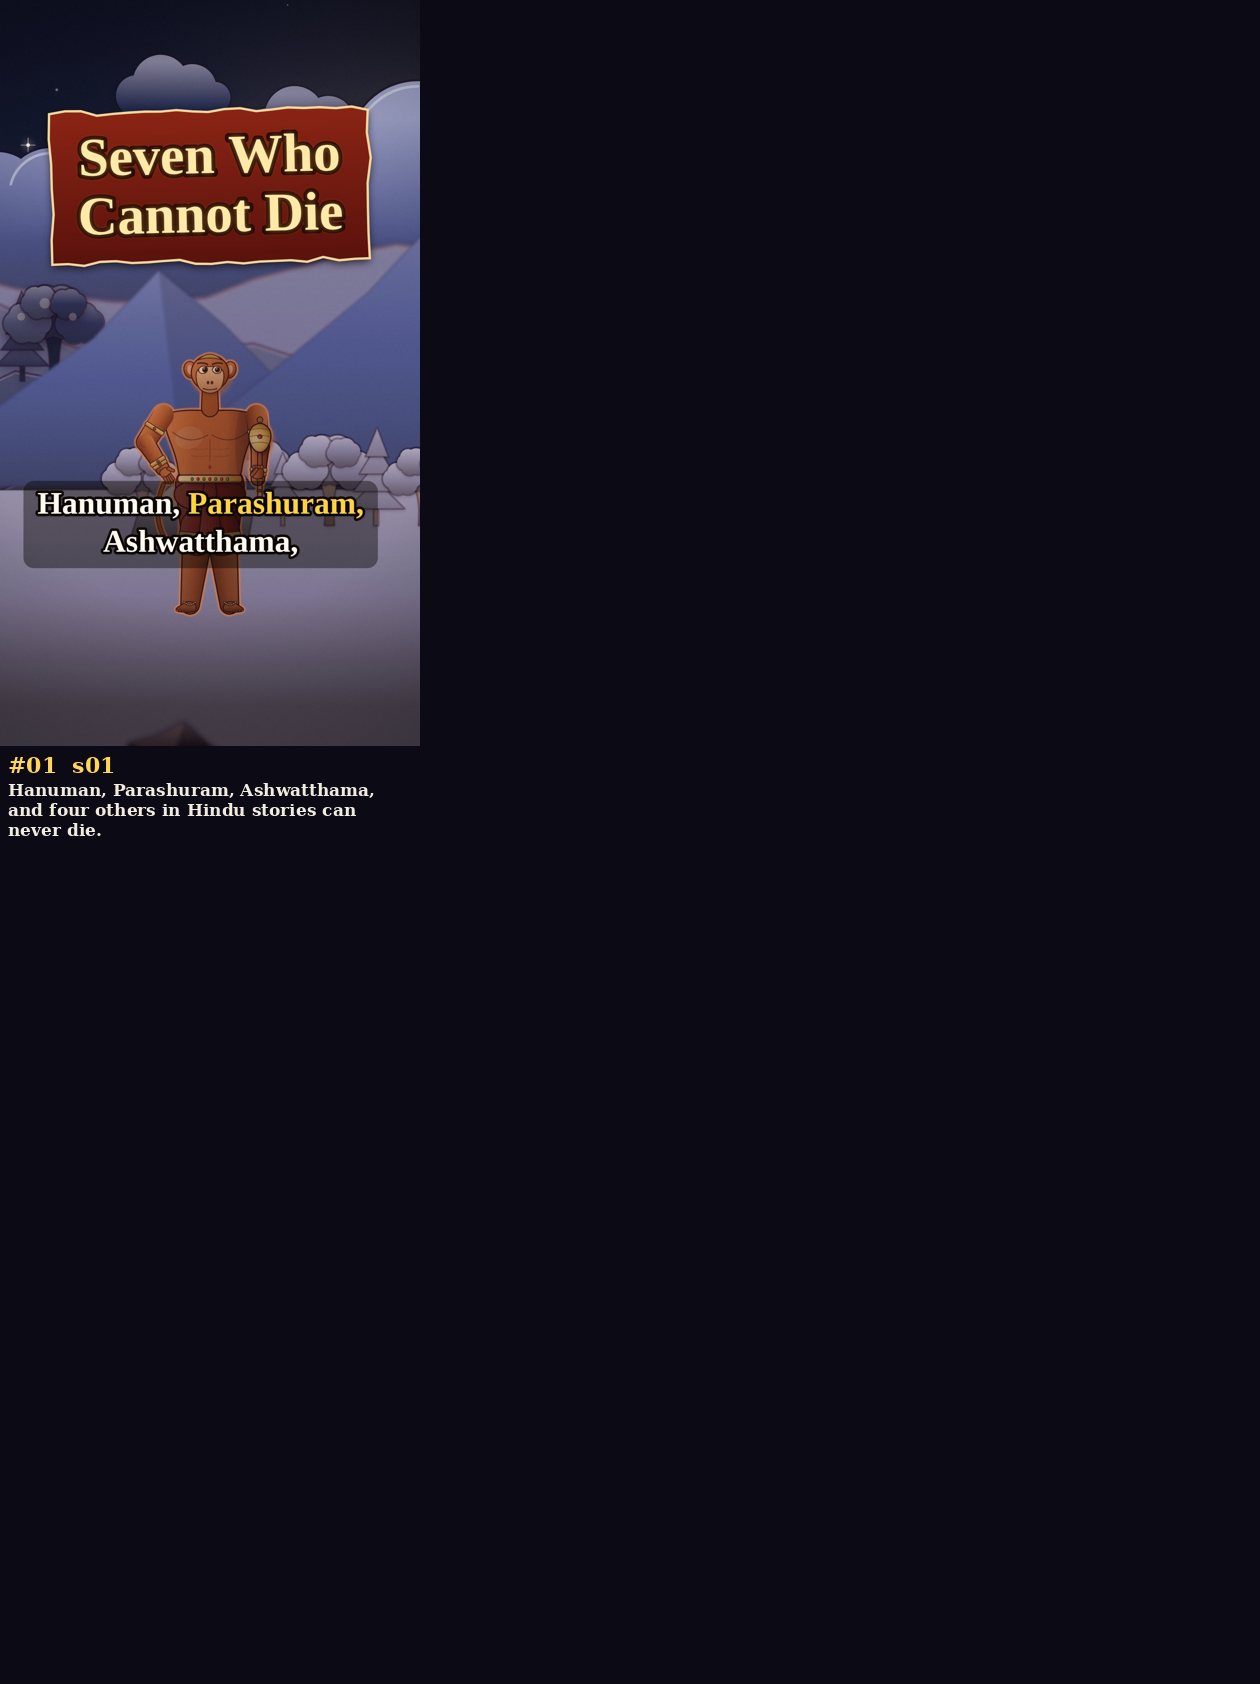 Seven Who
Cannot Die
Hanuman, Parashuram,
Ashwatthama,
#01 s01
Hanuman, Parashuram, Ashwatthama,
and four others in Hindu stories can
never die.